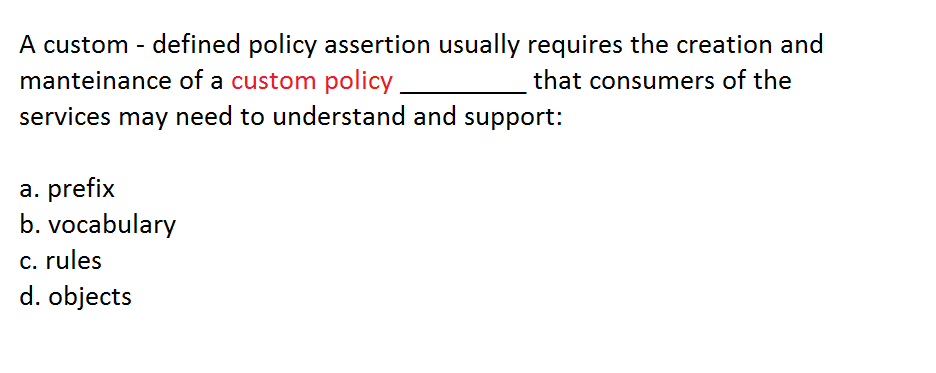 A custom - defined policy assertion usually requires the creation and
manteinance of a custom policy _________ that consumers of the
services may need to understand and support:
a. prefix
b. vocabulary
c. rules
d. objects